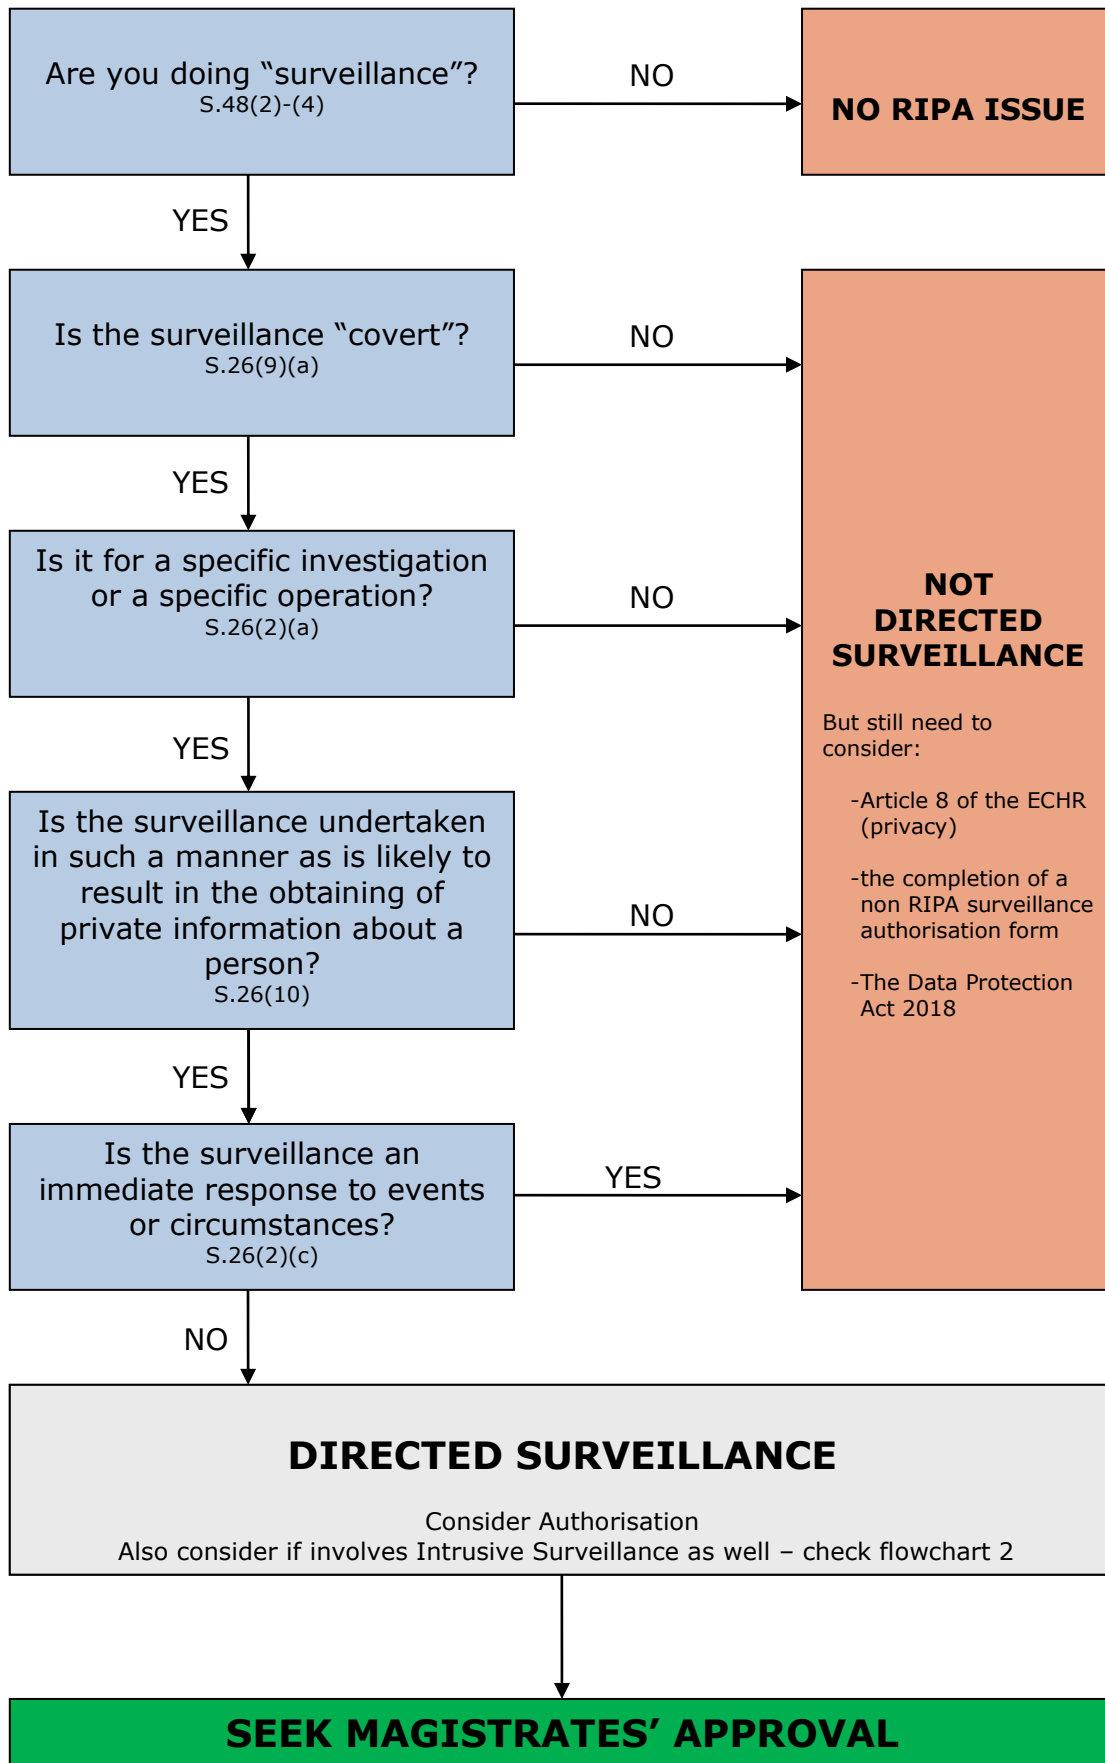 Are you doing “surveillance”?
S.48(2)-(4)
NO
NO RIPA ISSUE
YES
Is the surveillance “covert”?
S.26(9)(a)
NO
YES
Is it for a specific investigation
or a specific operation?
S.26(2)(a)
NO
YES
Is the surveillance undertaken
in such a manner as is likely to
result in the obtaining of
private information about a
person?
S.26(10)
NO
YES
Is the surveillance an
immediate response to events
or circumstances?
S.26(2)(c)
YES
NOT
DIRECTED
SURVEILLANCE
But still need to
consider:
-Article 8 of the ECHR
(privacy)
-the completion of a
non RIPA surveillance
authorisation form
-The Data Protection
Act 2018
NO
DIRECTED SURVEILLANCE
Consider Authorisation
Also consider if involves Intrusive Surveillance as well – check flowchart 2
SEEK MAGISTRATES’ APPROVAL